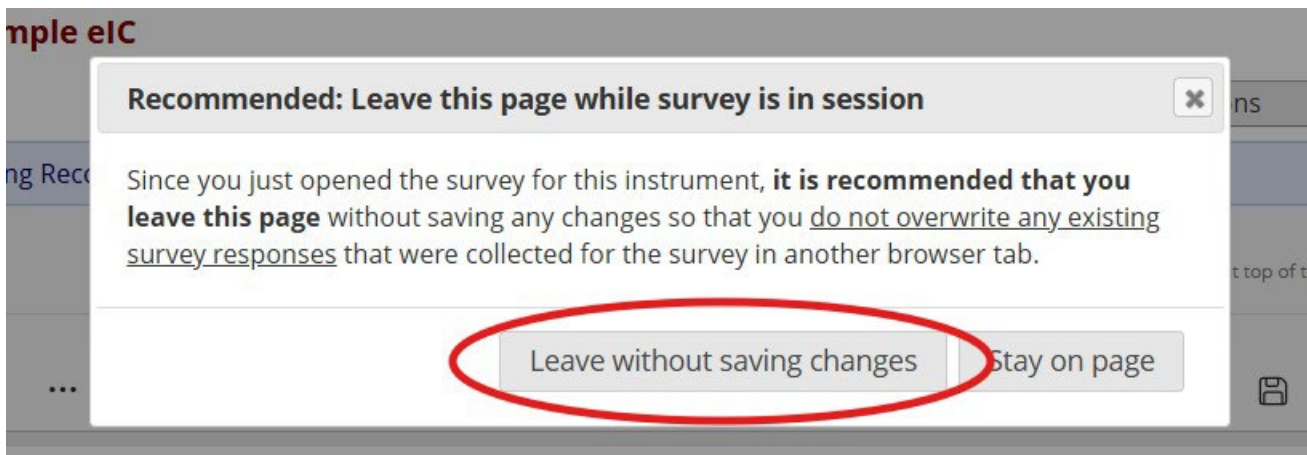 mple eIC
Recommended: Leave this page while survey is in session
ns
ng Reco
Since you just opened the survey for this instrument, it is recommended that you
leave this page without saving any changes so that you do not overwrite any existing
survey responses that were collected for the survey in another browser tab.
t top of t
Leave without saving changes
Stay on page
...